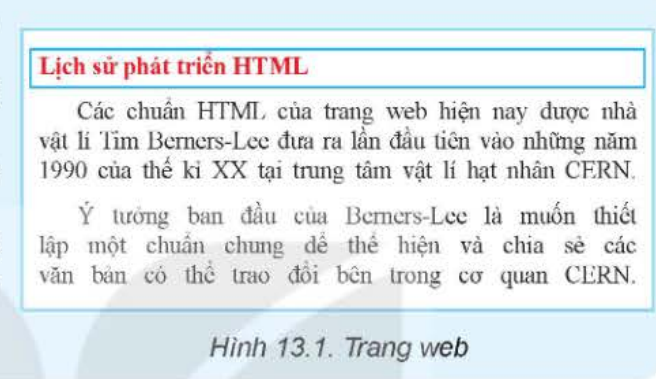 Lịch sử phát triển HTML
Các chuẩn HTML của trang web hiện nay được nhà
vật lí Tim Berners-Lee đưa ra lần đầu tiên vào những năm
1990 của thế kỉ XX tại trung tâm vật lí hạt nhân CERN.
Ý tưởng ban đầu của Berners-Lee là muốn thiết
lập một chuẩn chung để thể hiện và chia sẻ các
văn bản có thể trao đổi bên trong cơ quan CERN.
Hình 13.1. Trang web